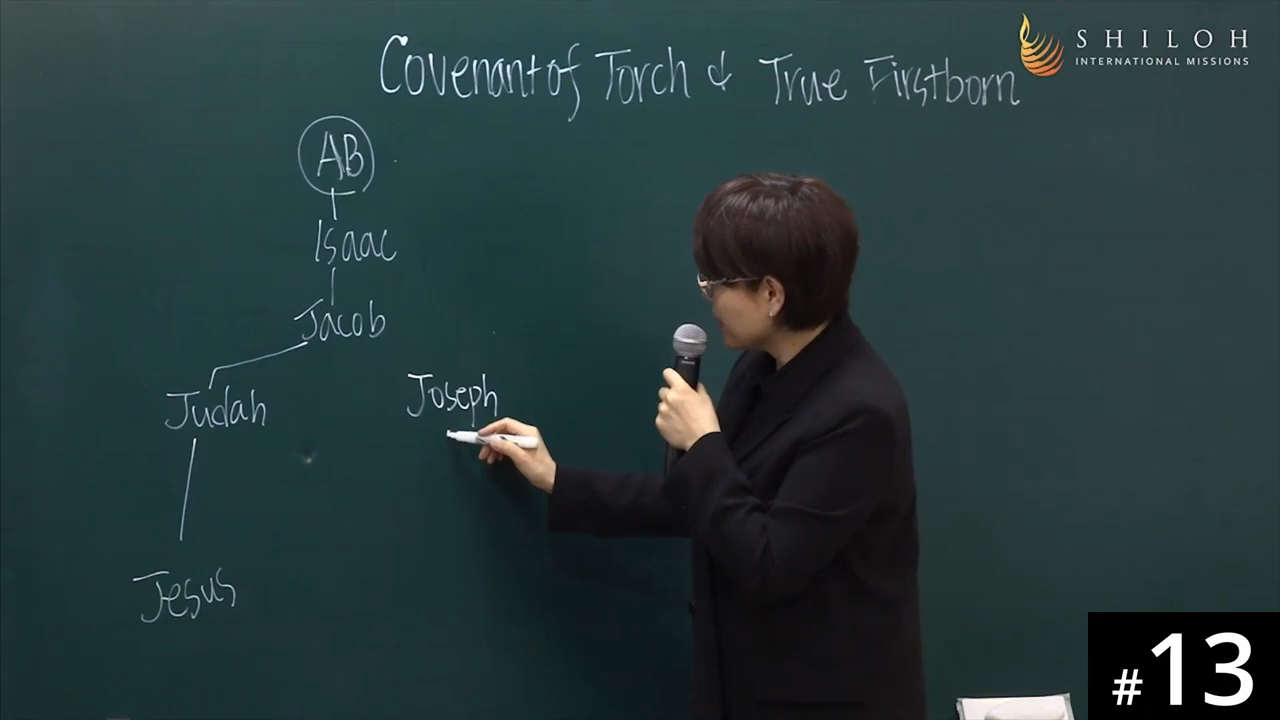 Covenant of Torch & True Firstborn
SHILOH
INTERNATIONAL MISSIONS
AB
Isaac
Jacob
Judah
Joseph
Jesus
#13